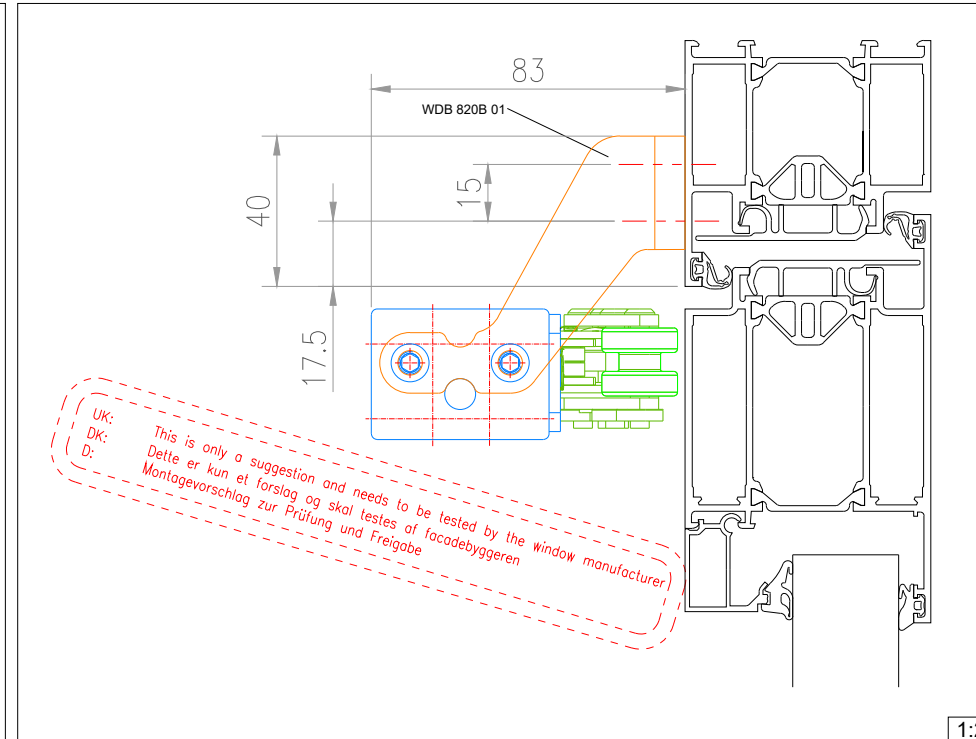 83
WDB 820B 01
40
15
17.5
UK: This is only a suggestion and needs to be tested by the window manufacturer
DK: Dette er kun et forslag og skal testes af facadebyggeren
D: Montagevorschlag zur Prüfung und Freigabe